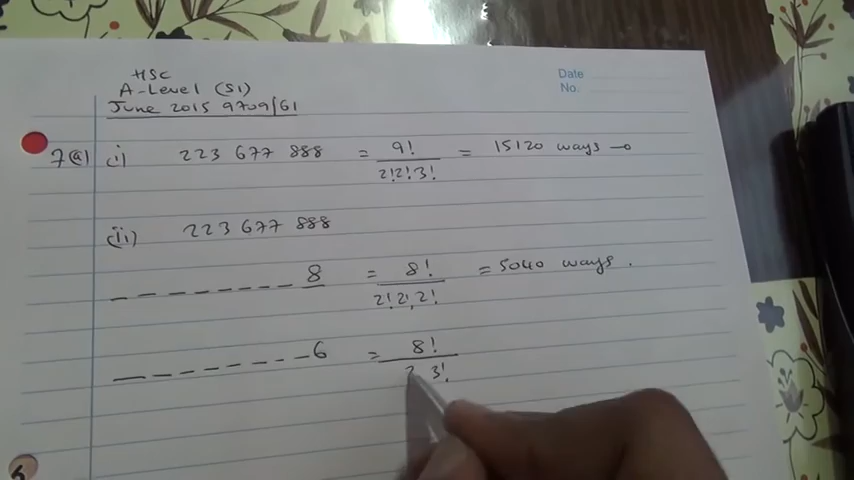 HSC
A-Level (S1)
June 2015 9709/61
Date
No.
7(a) (i) 223 677 888 = 9! / 2!2!3! = 15120 ways
(ii) 223 677 888
_ _ _ _ _ _ _ _ 8 = 8! / 2!2!2! = 5040 ways.
_ _ _ _ _ _ _ _ 6 = 8! / 2 3!